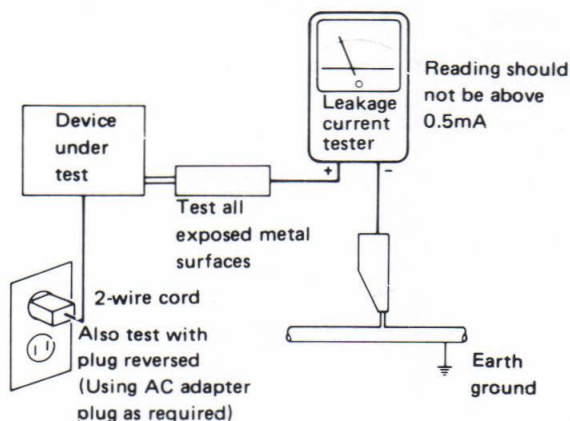 Device
under
test
Leakage
current
tester
+
-
Reading should
not be above
0.5mA
Test all
exposed metal
surfaces
2-wire cord
Also test with
plug reversed
(Using AC adapter
plug as required)
Earth
ground